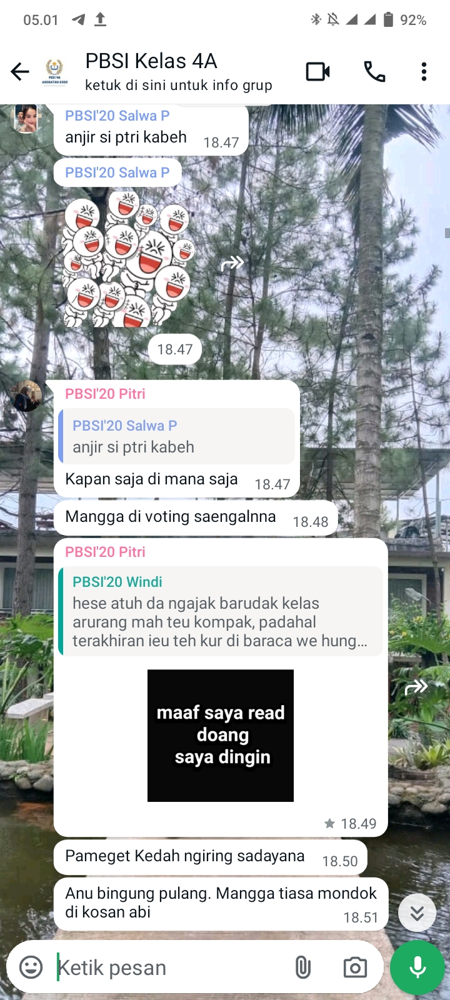 05.01
92%
PBSI Kelas 4A
ketuk di sini untuk info grup
PBSI 4A
ANGKATAN 2020
PBSI'20 Salwa P
anjir si ptri kabeh 18.47
PBSI'20 Salwa P
18.47
PBSI'20 Pitri
PBSI'20 Salwa P
anjir si ptri kabeh
Kapan saja di mana saja 18.47
Mangga di voting saengalnna 18.48
PBSI'20 Pitri
PBSI'20 Windi
hese atuh da ngajak barudak kelas
arurang mah teu kompak, padahal
terakhiran ieu teh kur di baraca we hung...
maaf saya read
doang
saya dingin
18.49
Pameget Kedah ngiring sadayana 18.50
Anu bingung pulang. Mangga tiasa mondok
di kosan abi 18.51
Ketik pesan